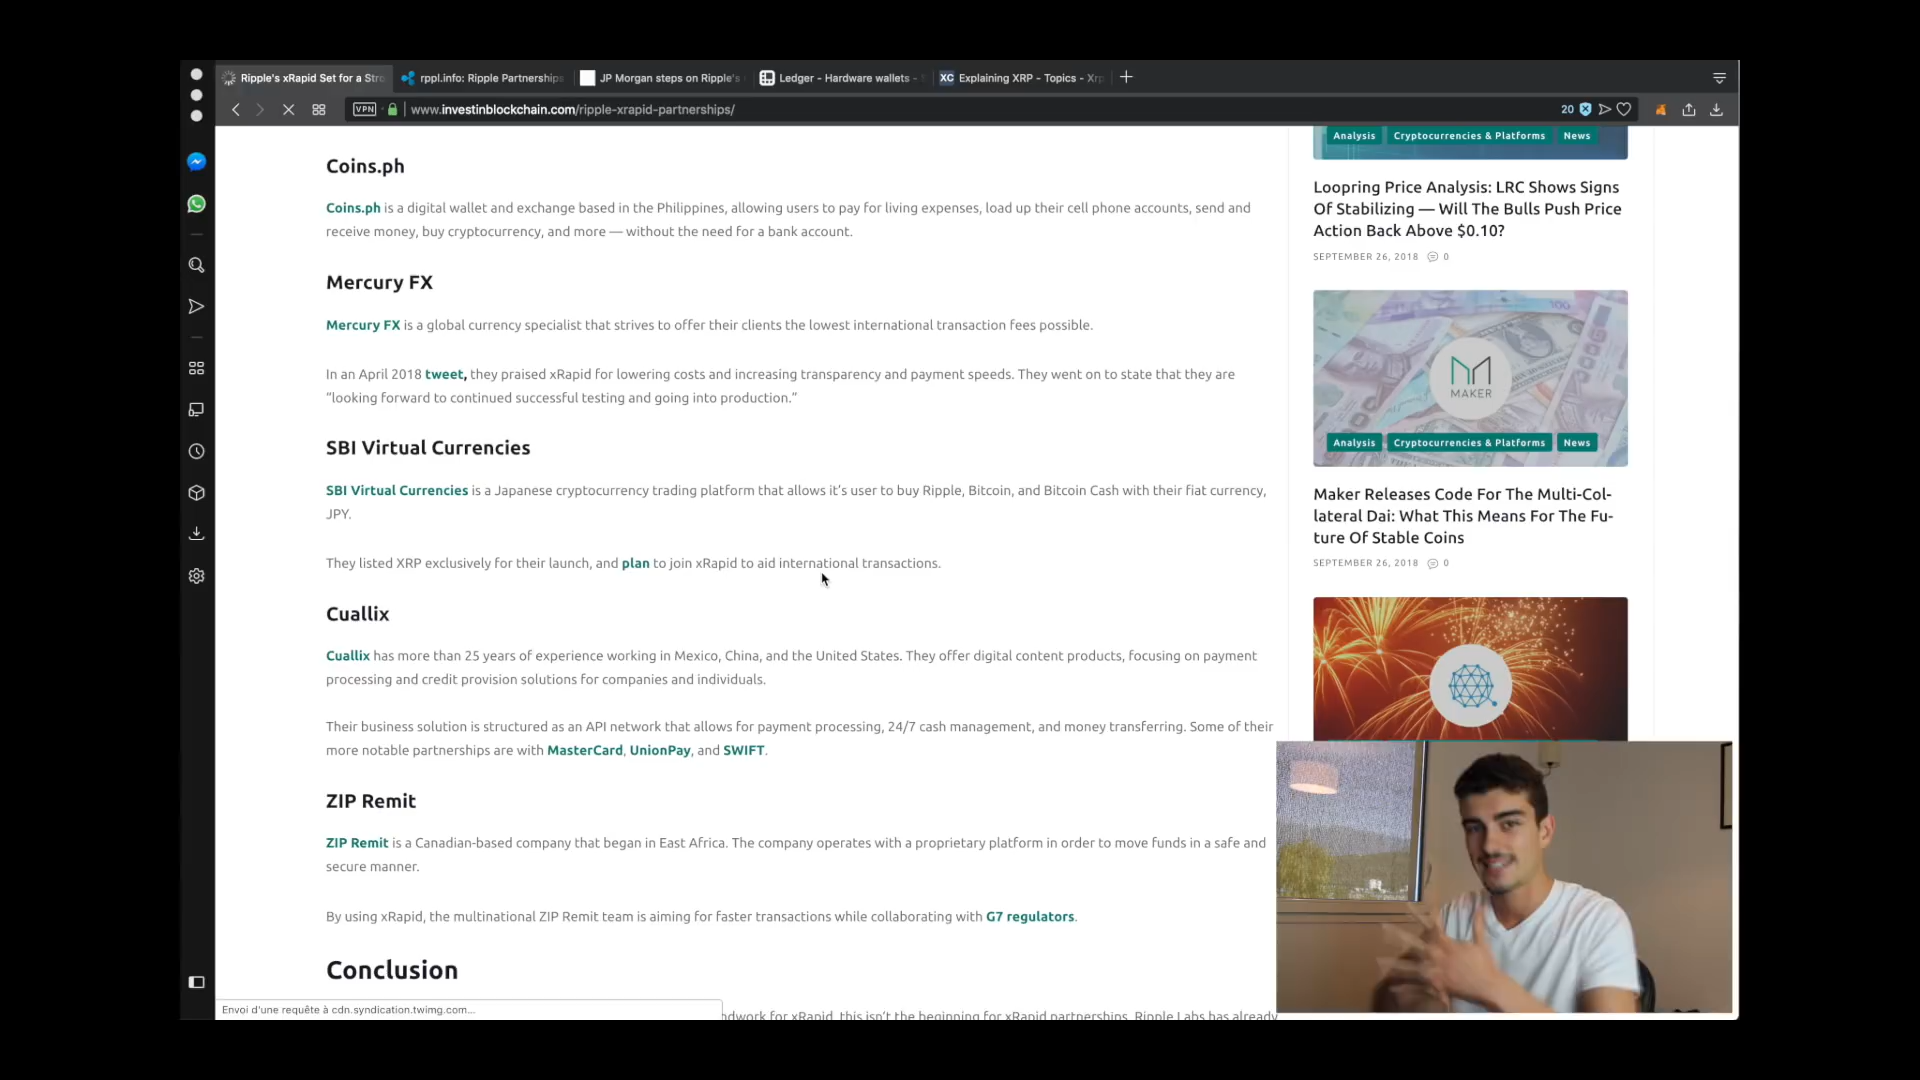 Ripple's xRapid Set for a Stro
rppl.info: Ripple Partnerships
JP Morgan steps on Ripple's
Ledger - Hardware wallets -
XC Explaining XRP - Topics - Xrp
VPN
www.investinblockchain.com/ripple-xrapid-partnerships/
20
Coins.ph
Coins.ph is a digital wallet and exchange based in the Philippines, allowing users to pay for living expenses, load up their cell phone accounts, send and
receive money, buy cryptocurrency, and more — without the need for a bank account.
Mercury FX
Mercury FX is a global currency specialist that strives to offer their clients the lowest international transaction fees possible.
In an April 2018 tweet, they praised xRapid for lowering costs and increasing transparency and payment speeds. They went on to state that they are
“looking forward to continued successful testing and going into production.”
SBI Virtual Currencies
SBI Virtual Currencies is a Japanese cryptocurrency trading platform that allows it’s user to buy Ripple, Bitcoin, and Bitcoin Cash with their fiat currency,
JPY.
They listed XRP exclusively for their launch, and plan to join xRapid to aid international transactions.
Cuallix
Cuallix has more than 25 years of experience working in Mexico, China, and the United States. They offer digital content products, focusing on payment
processing and credit provision solutions for companies and individuals.
Their business solution is structured as an API network that allows for payment processing, 24/7 cash management, and money transferring. Some of their
more notable partnerships are with MasterCard, UnionPay, and SWIFT.
ZIP Remit
ZIP Remit is a Canadian-based company that began in East Africa. The company operates with a proprietary platform in order to move funds in a safe and
secure manner.
By using xRapid, the multinational ZIP Remit team is aiming for faster transactions while collaborating with G7 regulators.
Conclusion
ndwork for xRapid, this isn’t the beginning for xRapid partnerships. Ripple Labs has already
Envoi d'une requête à cdn.syndication.twimg.com...
Analysis Cryptocurrencies & Platforms News
Loopring Price Analysis: LRC Shows Signs
Of Stabilizing — Will The Bulls Push Price
Action Back Above $0.10?
SEPTEMBER 26, 2018 0
100
MAKER
Analysis Cryptocurrencies & Platforms News
Maker Releases Code For The Multi-Col-
lateral Dai: What This Means For The Fu-
ture Of Stable Coins
SEPTEMBER 26, 2018 0